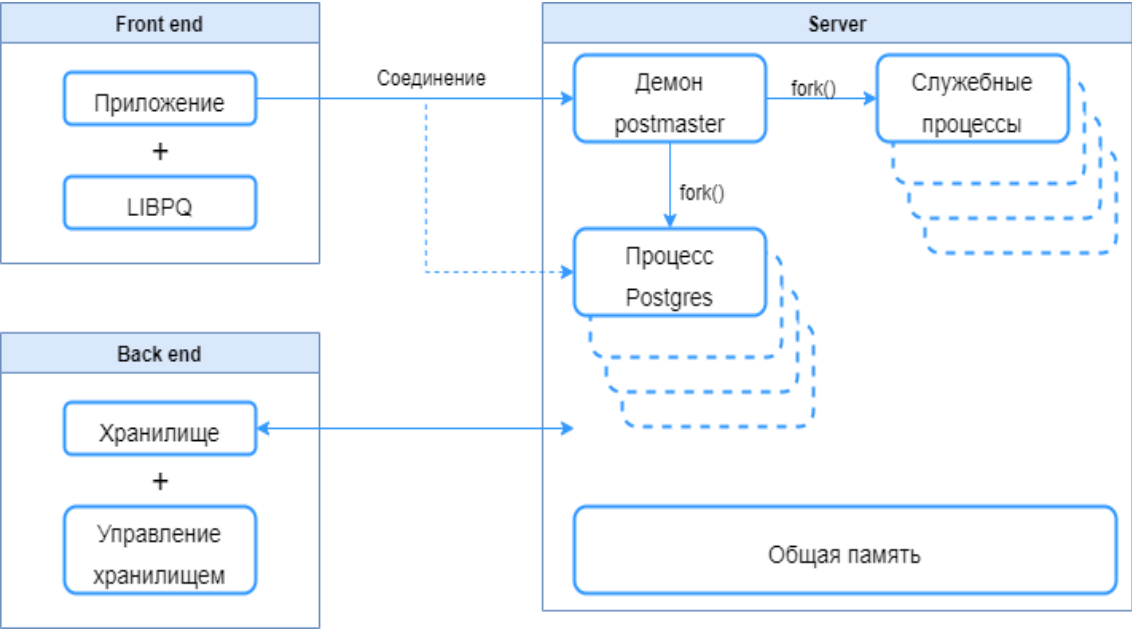 Front end
Приложение
+
LIBPQ
Соединение
Server
Демон
postmaster
fork()
Служебные
процессы
fork()
Процесс
Postgres
Back end
Хранилище
+
Управление
хранилищем
Общая память